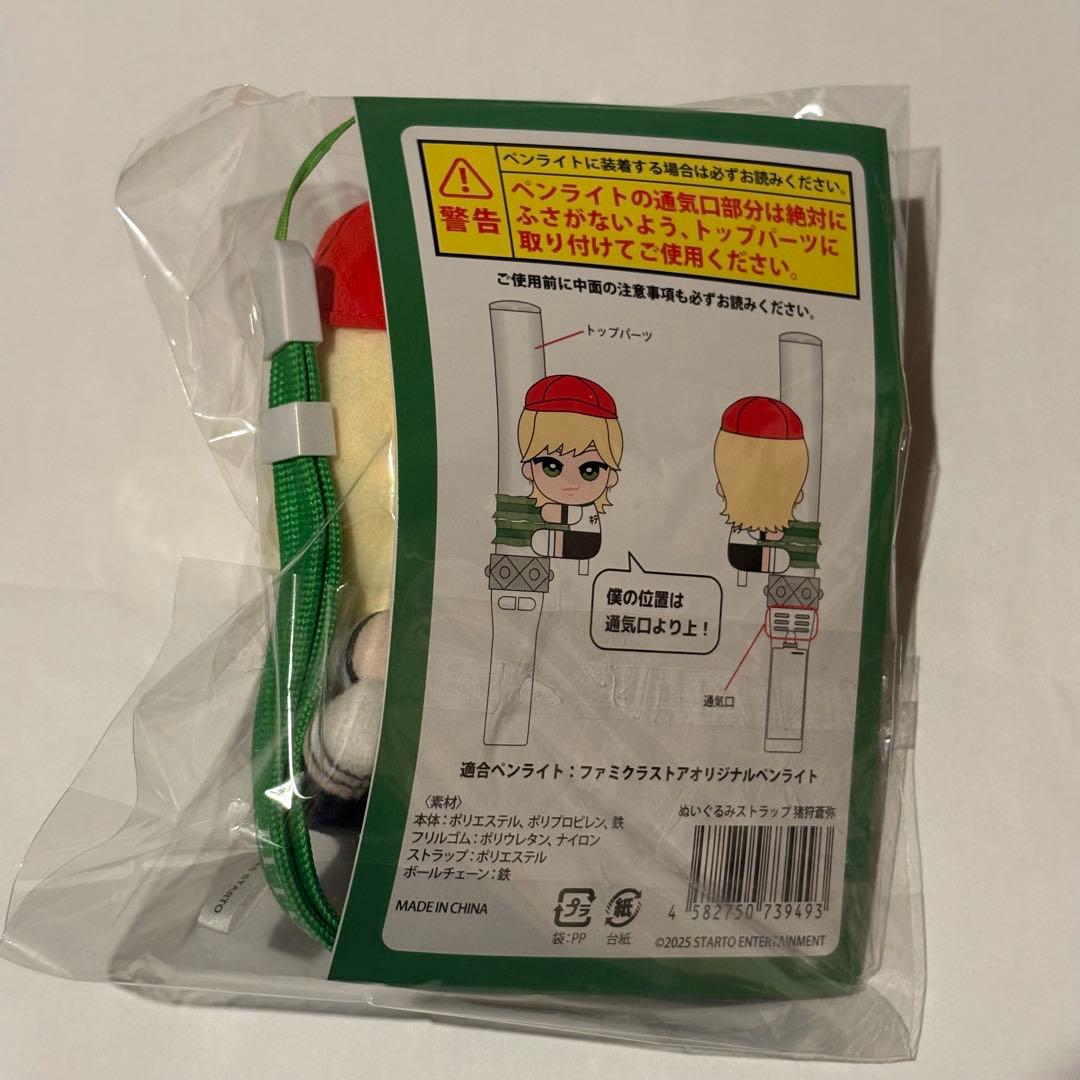 警告
ペンライトに装着する場合は必ずお読みください。
ペンライトの通気口部分は絶対に
ふさがないよう、トップパーツに
取り付けてご使用ください。
ご使用前に中面の注意事項も必ずお読みください。
トップパーツ
僕の位置は
通気口より上!
通気口
適合ペンライト:ファミクラストアオリジナルペンライト
〈素材〉
本体:ポリエステル、ポリプロピレン、鉄
フリルゴム:ポリウレタン、ナイロン
ストラップ:ポリエステル
ボールチェーン:鉄
MADE IN CHINA
プラ
袋:PP
紙
台紙
ぬいぐるみストラップ 猪狩蒼弥
4 582750 739493
©2025 STARTO ENTERTAINMENT
STARTO